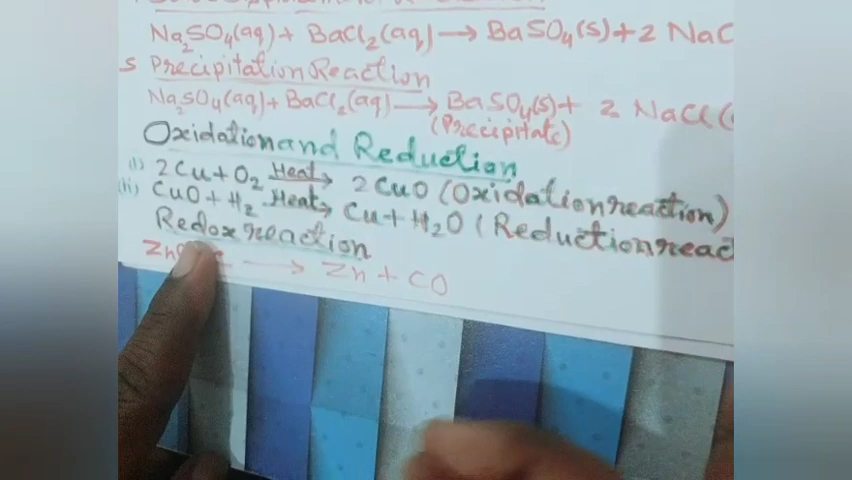 Na₂SO₄(aq) + BaCl₂(aq) → BaSO₄(s) + 2 NaC
5 Precipitation Reaction
Na₂SO₄(aq) + BaCl₂(aq) → BaSO₄(s) + 2 NaCl(
(Precipitate)
Oxidation and Reduction
(i) 2Cu + O₂ Heat→ 2CuO (Oxidation reaction)
(ii) CuO + H₂ Heat→ Cu + H₂O (Reduction reac
Redox reaction
Zn → Zn + CO